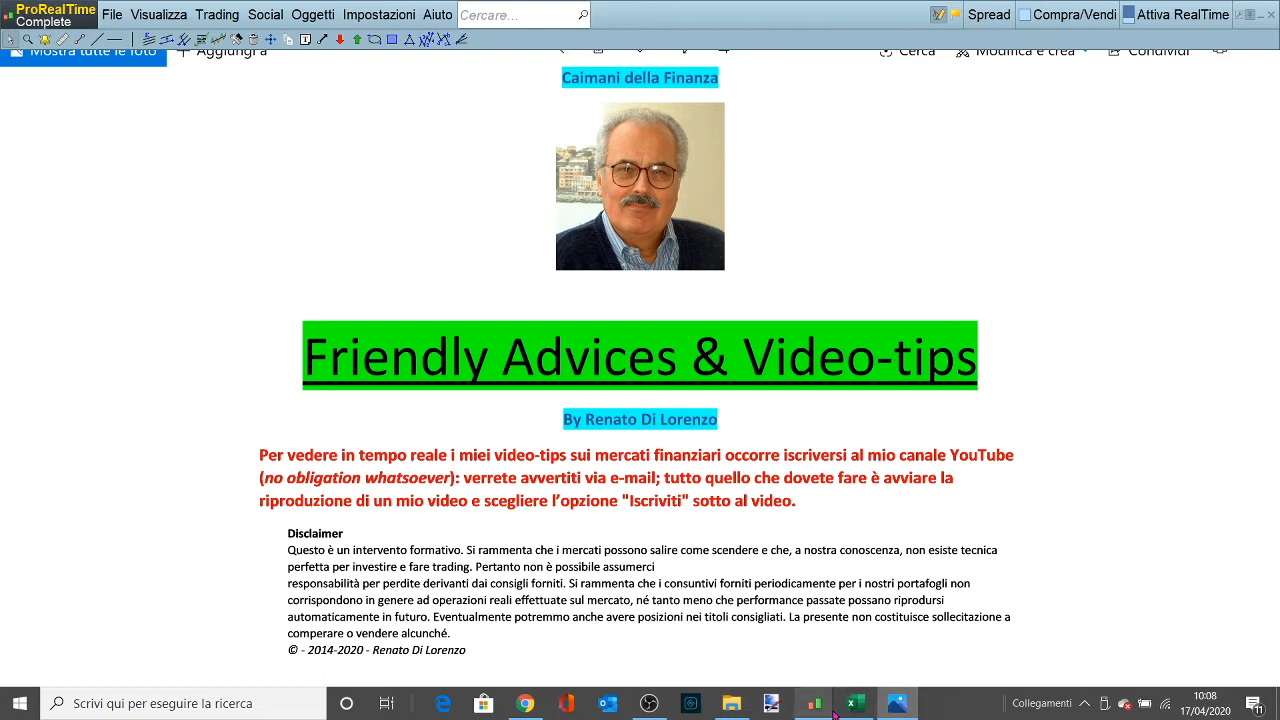 ProRealTime
Complete
File Visualizza Trading Social Oggetti Impostazioni Aiuto Cercare... Spread Compra/Vendi Attiva RealTime
Mostra tutte le foto Aggiungi a Cerca Modifica e crea Condividi
Caimani della Finanza
Friendly Advices & Video-tips
By Renato Di Lorenzo
Per vedere in tempo reale i miei video-tips sui mercati finanziari occorre iscriversi al mio canale YouTube
(no obligation whatsoever): verrete avvertiti via e-mail; tutto quello che dovete fare è avviare la
riproduzione di un mio video e scegliere l’opzione "Iscriviti" sotto al video.
Disclaimer
Questo è un intervento formativo. Si rammenta che i mercati possono salire come scendere e che, a nostra conoscenza, non esiste tecnica
perfetta per investire e fare trading. Pertanto non è possibile assumerci
responsabilità per perdite derivanti dai consigli forniti. Si rammenta che i consuntivi forniti periodicamente per i nostri portafogli non
corrispondono in genere ad operazioni reali effettuate sul mercato, né tanto meno che performance passate possano riprodursi
automaticamente in futuro. Eventualmente potremmo anche avere posizioni nei titoli consigliati. La presente non costituisce sollecitazione a
comperare o vendere alcunché.
© - 2014-2020 - Renato Di Lorenzo
Scrivi qui per eseguire la ricerca Collegamenti 10:08
17/04/2020